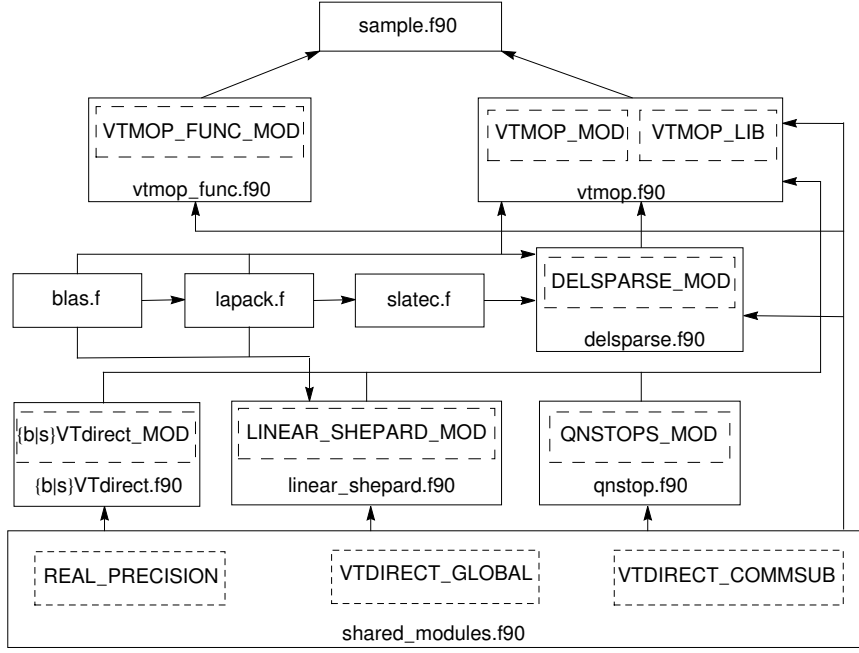 sample.f90
VTMOP_FUNC_MOD
vtmop_func.f90
VTMOP_MOD
VTMOP_LIB
vtmop.f90
blas.f
lapack.f
slatec.f
DELSPARSE_MOD
delsparse.f90
{b|s}VTdirect_MOD
{b|s}VTdirect.f90
LINEAR_SHEPARD_MOD
linear_shepard.f90
QNSTOPS_MOD
qnstop.f90
REAL_PRECISION
VTDIRECT_GLOBAL
VTDIRECT_COMMSUB
shared_modules.f90